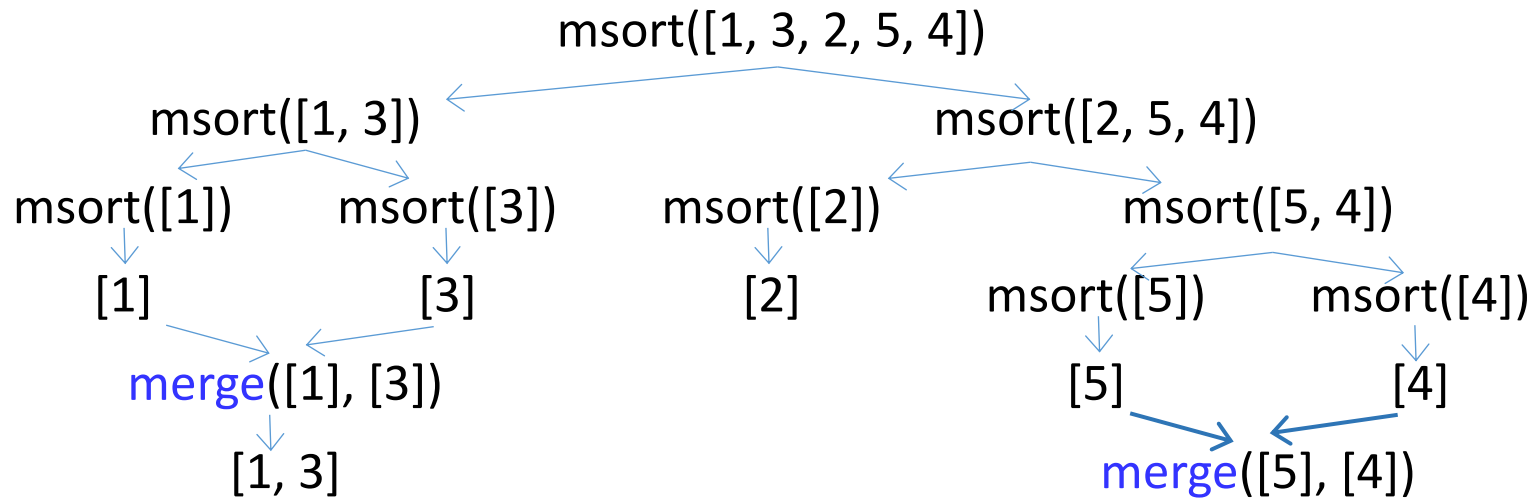 msort([1, 3, 2, 5, 4])
msort([1, 3])
msort([2, 5, 4])
msort([1])
msort([3])
msort([2])
msort([5, 4])
[1]
[3]
[2]
msort([5])
msort([4])
merge([1], [3])
[5]
[4]
[1, 3]
merge([5], [4])